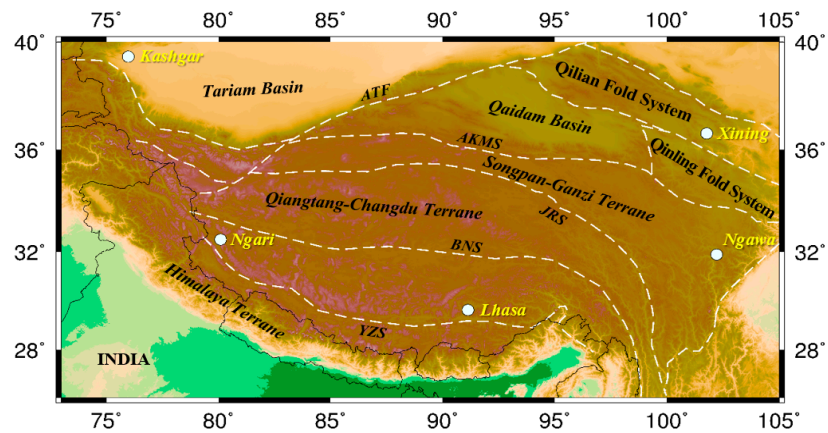 75˚ 80˚ 85˚ 90˚ 95˚ 100˚ 105˚
40˚ 40˚
Kashgar
Tariam Basin
ATF
Qilian Fold System
Qaidam Basin
Xining
36˚ 36˚
AKMS
Qinling Fold System
Songpan-Ganzi Terrane
Qiangtang-Changdu Terrane
JRS
Ngari
BNS
Ngawa
32˚ 32˚
Himalaya Terrane
Lhasa
YZS
INDIA
28˚ 28˚
75˚ 80˚ 85˚ 90˚ 95˚ 100˚ 105˚